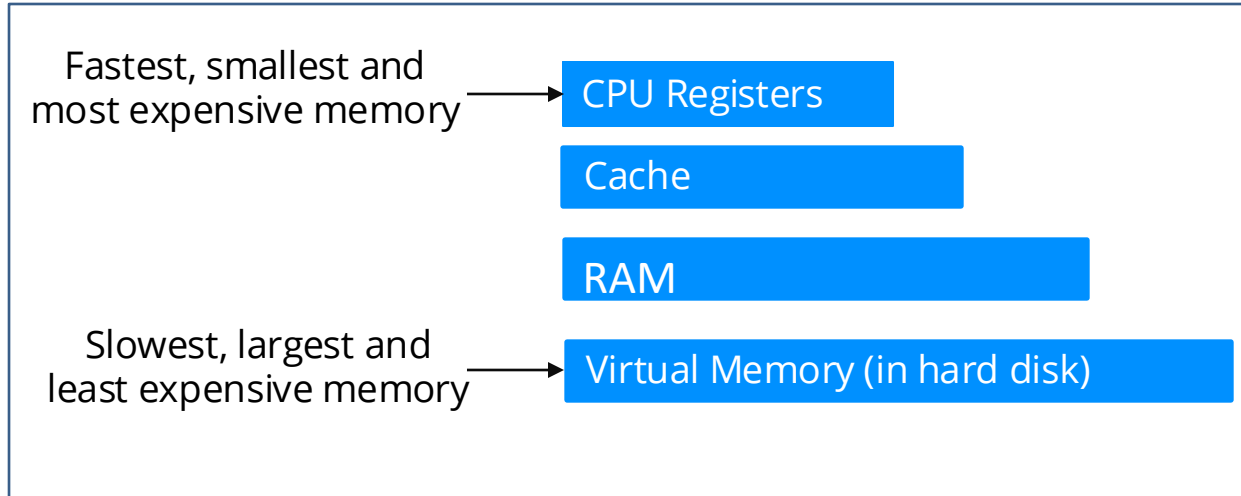 Fastest, smallest and
most expensive memory
CPU Registers
Cache
RAM
Slowest, largest and
least expensive memory
Virtual Memory (in hard disk)